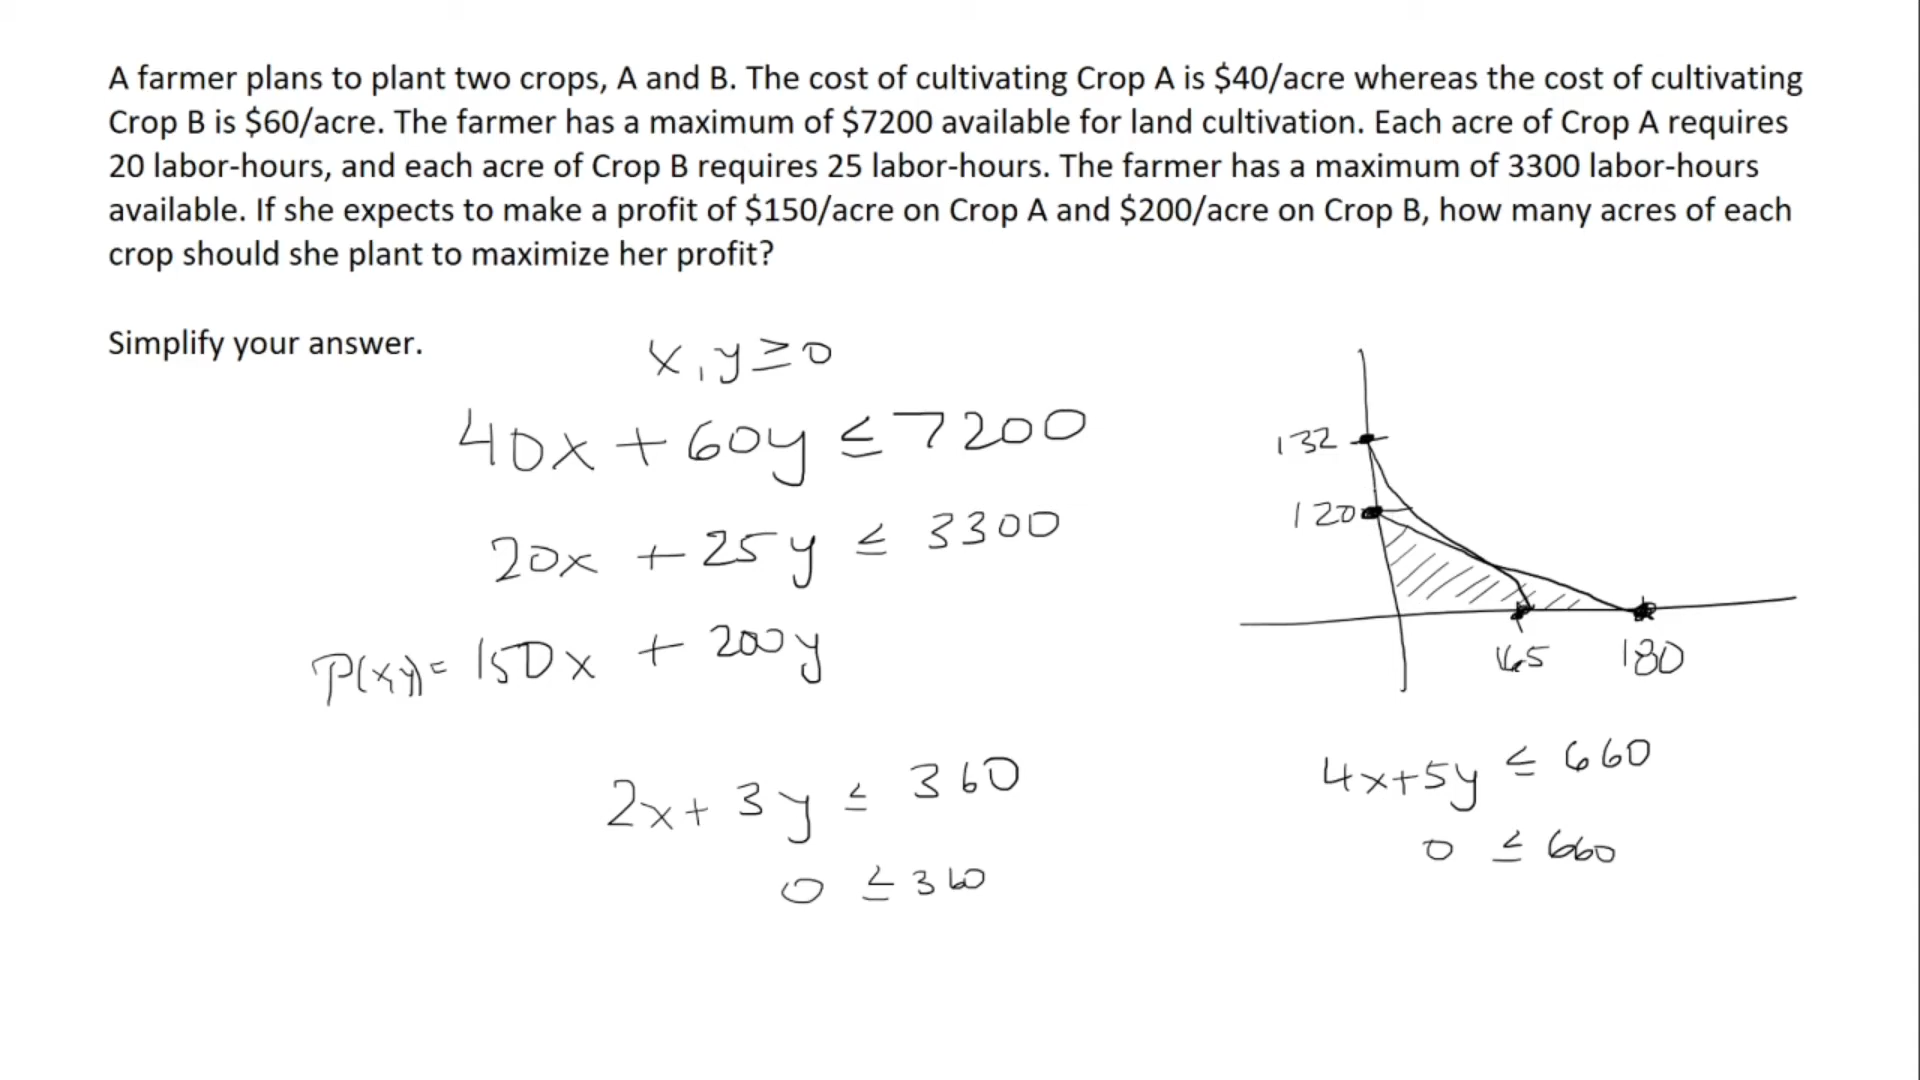 A farmer plans to plant two crops, A and B. The cost of cultivating Crop A is $40/acre whereas the cost of cultivating
Crop B is $60/acre. The farmer has a maximum of $7200 available for land cultivation. Each acre of Crop A requires
20 labor-hours, and each acre of Crop B requires 25 labor-hours. The farmer has a maximum of 3300 labor-hours
available. If she expects to make a profit of $150/acre on Crop A and $200/acre on Crop B, how many acres of each
crop should she plant to maximize her profit?
Simplify your answer.
x, y ≥ 0
40x + 60y ≤ 7200
20x + 25y ≤ 3300
P(x,y) = 150x + 200y
2x + 3y ≤ 360
0 ≤ 360
132
120
165
180
4x+5y ≤ 660
0 ≤ 660